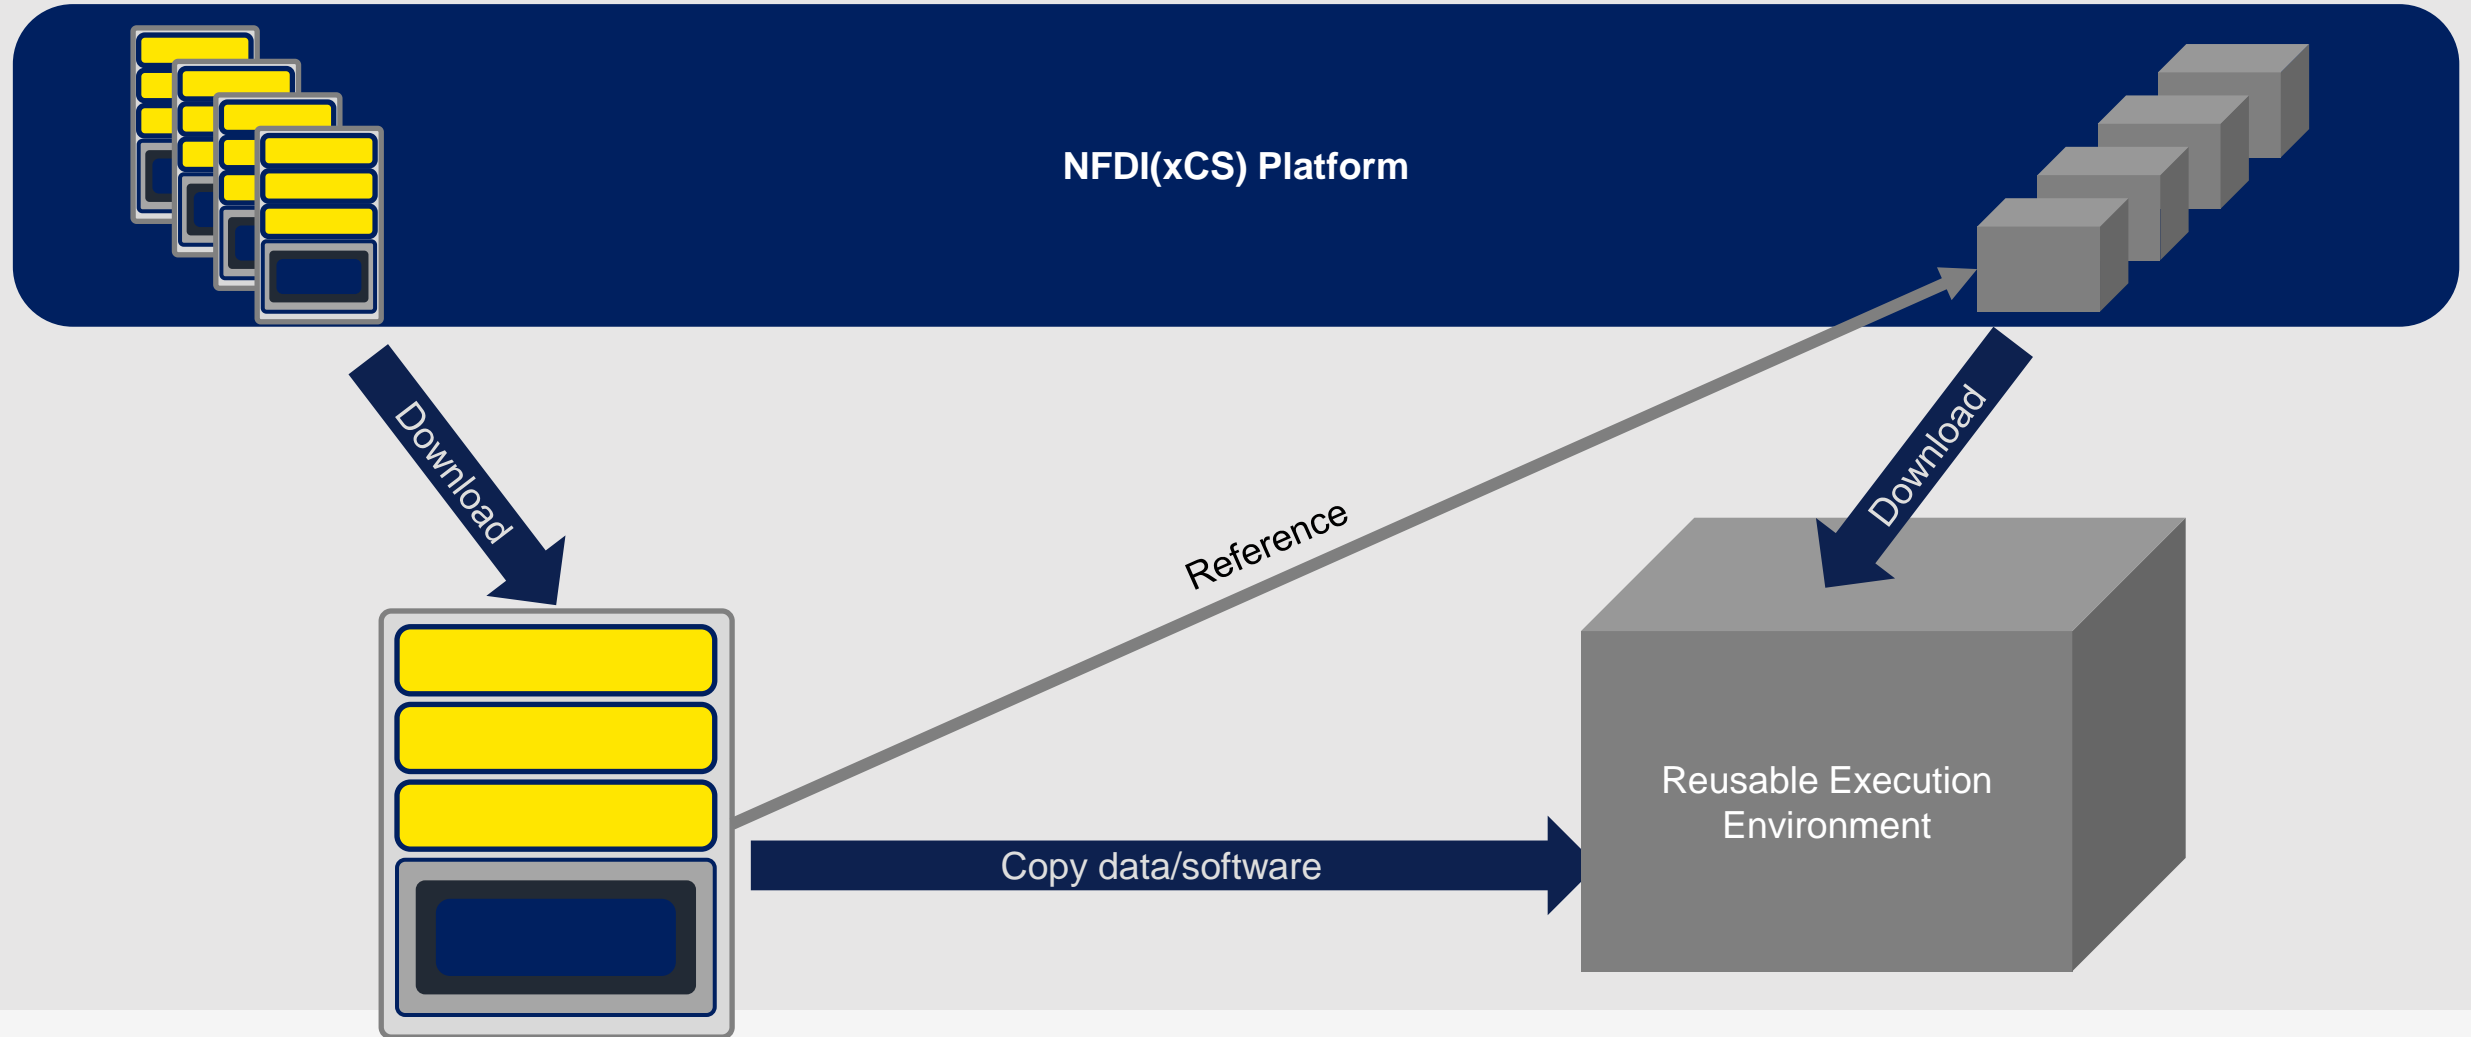 NFDI(xCS) Platform
Download
Download
Reference
Reusable Execution
Environment
Copy data/software